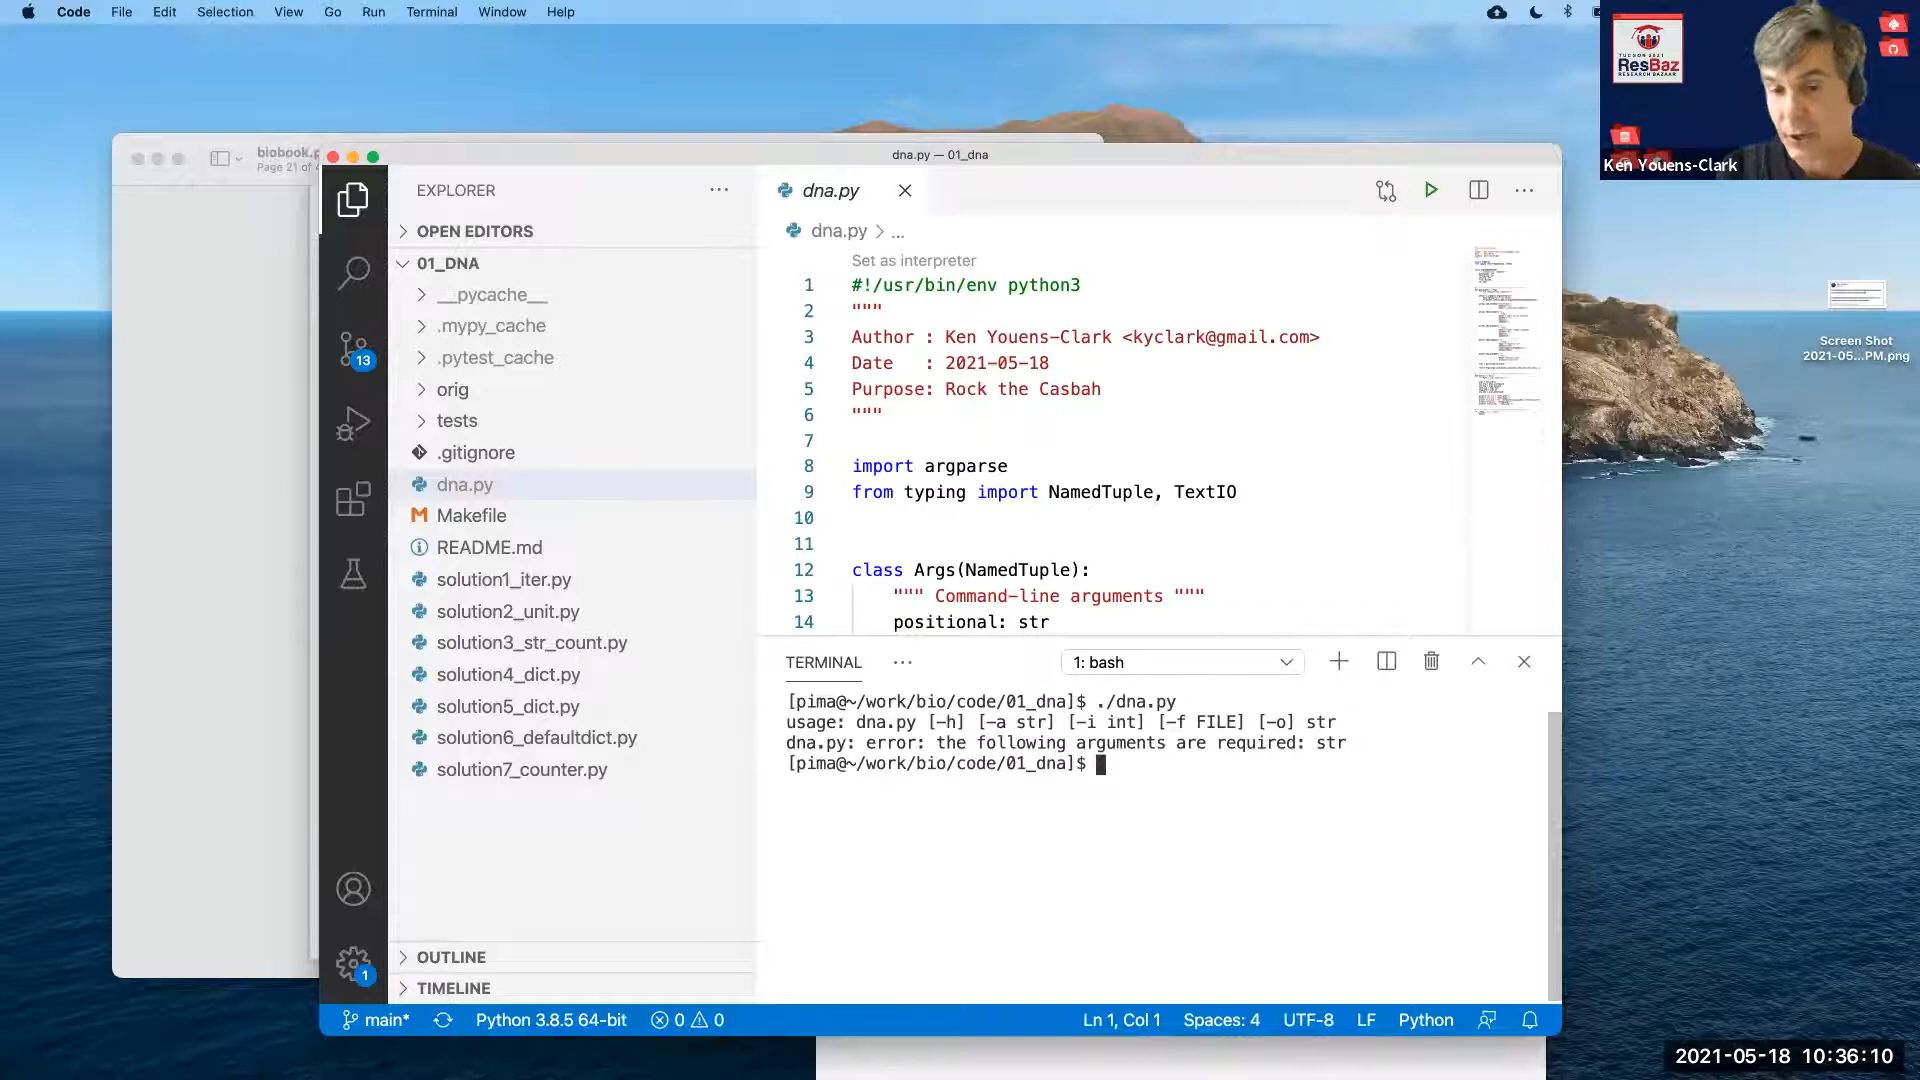 Code File Edit Selection View Go Run Terminal Window Help
TUCSON 2021
ResBaz
RESEARCH BAZAAR
Ken Youens-Clark
biobook.p
Page 21 of
dna.py — 01_dna
EXPLORER
OPEN EDITORS
01_DNA
__pycache__
.mypy_cache
.pytest_cache
orig
tests
.gitignore
dna.py
Makefile
README.md
solution1_iter.py
solution2_unit.py
solution3_str_count.py
solution4_dict.py
solution5_dict.py
solution6_defaultdict.py
solution7_counter.py
OUTLINE
TIMELINE
13
1
dna.py
dna.py > ...
Set as interpreter
1 #!/usr/bin/env python3
2 """
3 Author : Ken Youens-Clark <kyclark@gmail.com>
4 Date   : 2021-05-18
5 Purpose: Rock the Casbah
6 """
7
8 import argparse
9 from typing import NamedTuple, TextIO
10
11
12 class Args(NamedTuple):
13     """ Command-line arguments """
14     positional: str
TERMINAL
1: bash
[pima@~/work/bio/code/01_dna]$ ./dna.py
usage: dna.py [-h] [-a str] [-i int] [-f FILE] [-o] str
dna.py: error: the following arguments are required: str
[pima@~/work/bio/code/01_dna]$
main* Python 3.8.5 64-bit 0 0 Ln 1, Col 1 Spaces: 4 UTF-8 LF Python
Screen Shot
2021-05...PM.png
2021-05-18 10:36:10